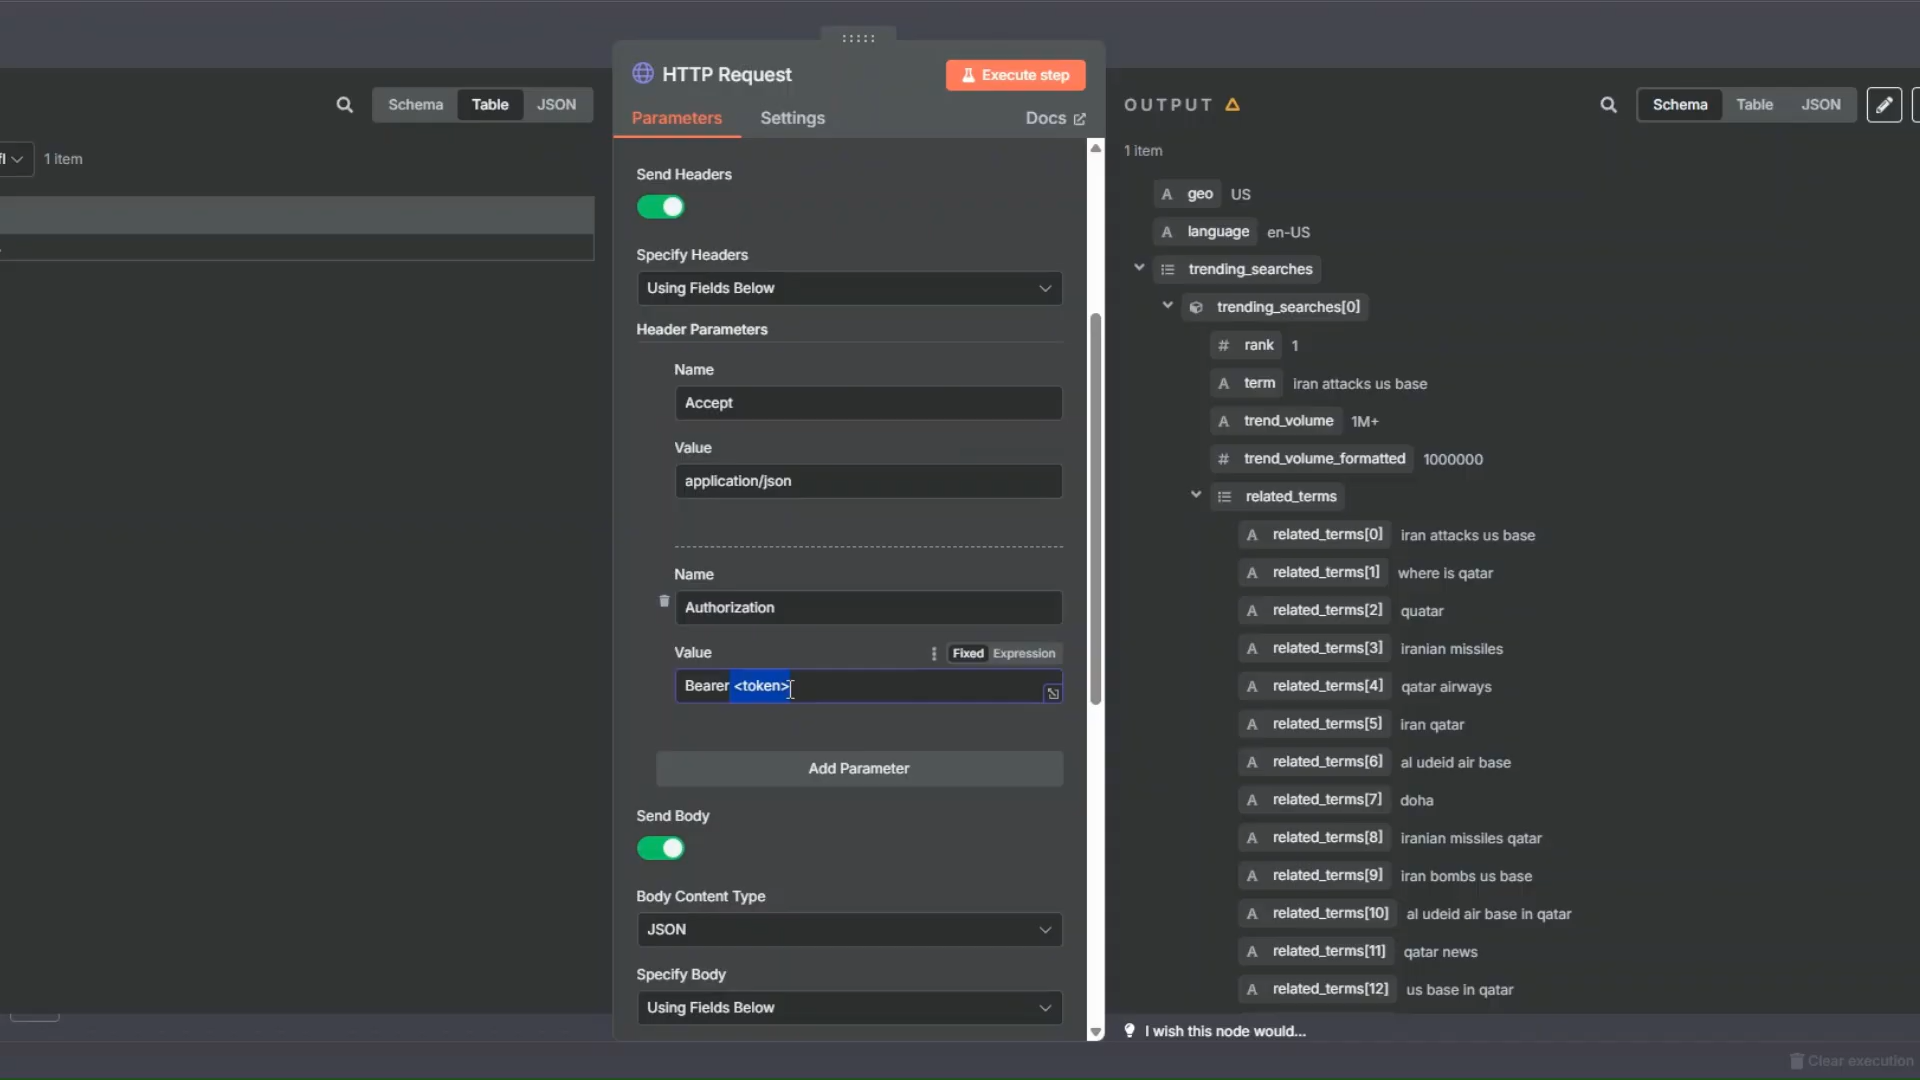 HTTP Request
Execute step
Parameters
Settings
Docs
Schema
Table
JSON
1 item
Send Headers
Specify Headers
Using Fields Below
Header Parameters
Name
Accept
Value
application/json
Name
Authorization
Value
Fixed
Expression
Bearer <token>
Add Parameter
Send Body
Body Content Type
JSON
Specify Body
Using Fields Below
OUTPUT
Schema
Table
JSON
1 item
A geo US
A language en-US
trending_searches
trending_searches[0]
# rank 1
A term iran attacks us base
A trend_volume 1M+
# trend_volume_formatted 1000000
related_terms
A related_terms[0] iran attacks us base
A related_terms[1] where is qatar
A related_terms[2] quatar
A related_terms[3] iranian missiles
A related_terms[4] qatar airways
A related_terms[5] iran qatar
A related_terms[6] al udeid air base
A related_terms[7] doha
A related_terms[8] iranian missiles qatar
A related_terms[9] iran bombs us base
A related_terms[10] al udeid air base in qatar
A related_terms[11] qatar news
A related_terms[12] us base in qatar
I wish this node would...
Clear execution